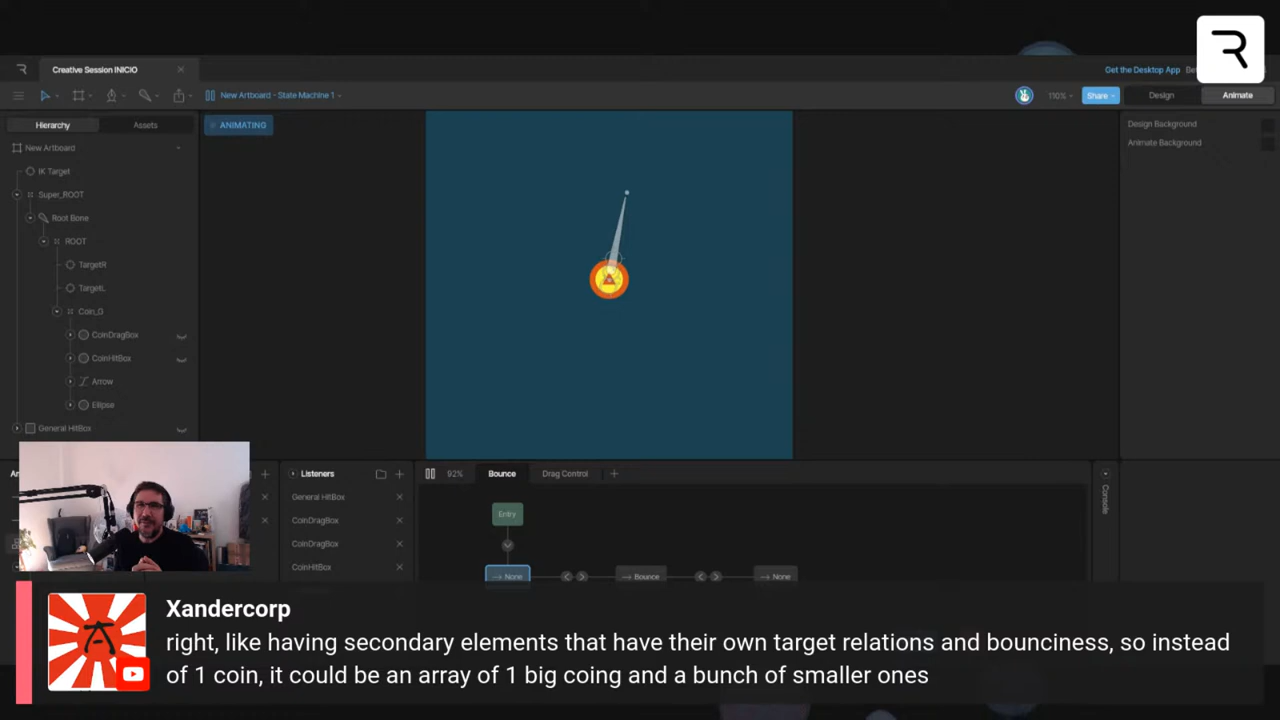 Creative Session INICIO
Get the Desktop App
New Artboard - State Machine 1
110%
Share
Design
Animate
Hierarchy
Assets
ANIMATING
Design Background
Animate Background
New Artboard
IK Target
Super_ROOT
Root Bone
ROOT
TargetR
TargetL
Coin_D
CoinDragBox
CoinHitBox
Arrow
Ellipse
General HitBox
Listeners
92%
Bounce
Drag Control
General HitBox
CoinDragBox
CoinDragBox
CoinHitBox
Entry
None
Bounce
None
Console
Xandercorp
right, like having secondary elements that have their own target relations and bounciness, so instead
of 1 coin, it could be an array of 1 big coing and a bunch of smaller ones